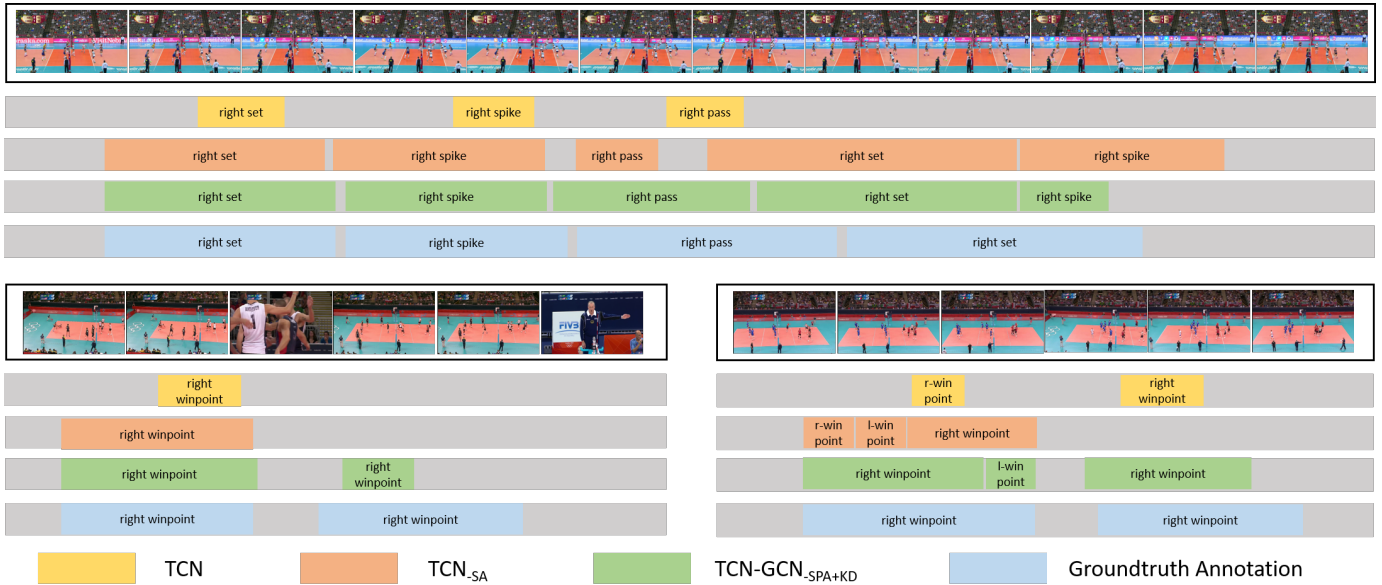 right set
right spike
right pass
right set
right spike
right pass
right set
right spike
right set
right spike
right pass
right set
right spike
right set
right spike
right pass
right set
1
FIVB
right
winpoint
right winpoint
right winpoint
right
winpoint
right winpoint
right winpoint
r-win
point
right
winpoint
r-win
point
l-win
point
right winpoint
right winpoint
l-win
point
right winpoint
right winpoint
right winpoint
TCN
TCN-SA
TCN-GCN-SPA+KD
Groundtruth Annotation